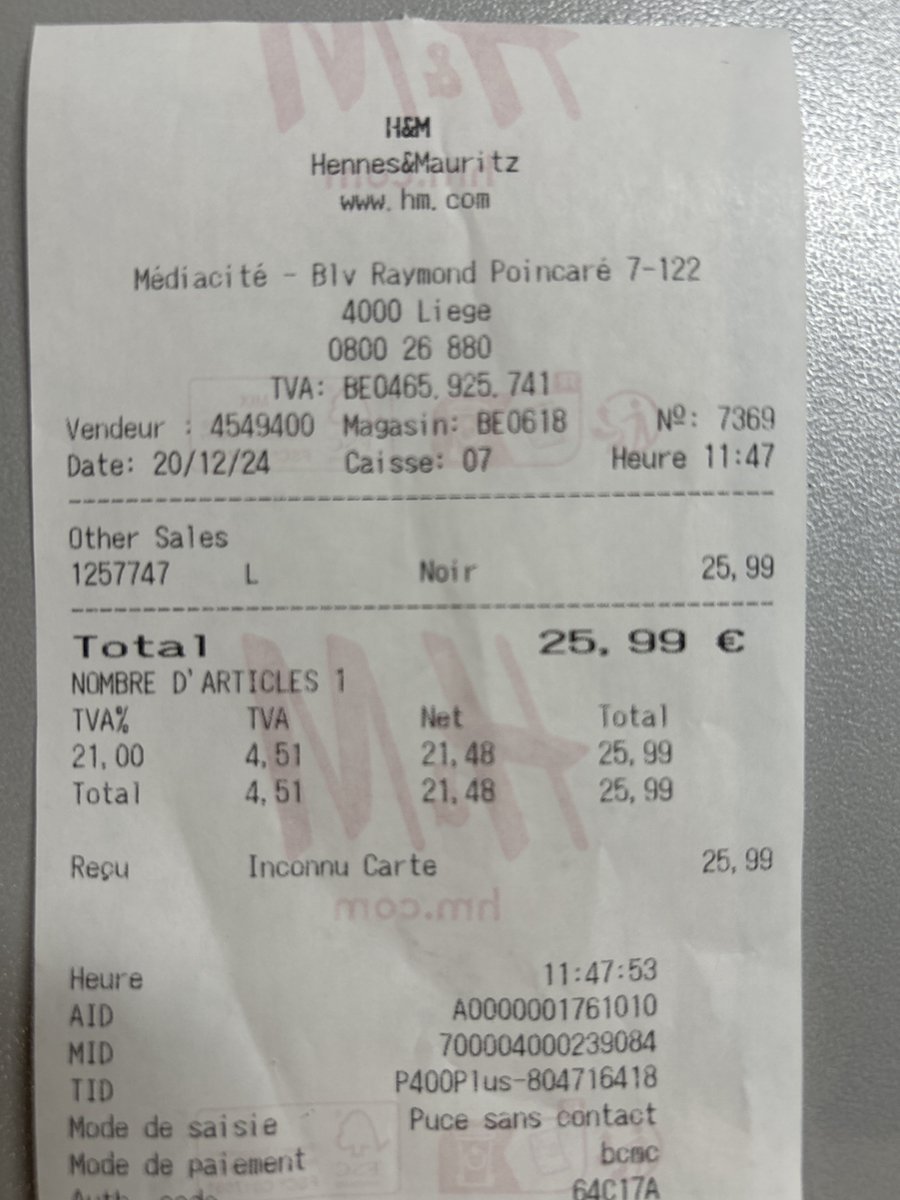 H&M
Hennes&Mauritz
www.hm.com
Médiacité - Blv Raymond Poincaré 7-122
4000 Liege
0800 26 880
TVA: BE0465.925.741
Vendeur : 4549400 Magasin: BE0618 Nº: 7369
Date: 20/12/24 Caisse: 07 Heure 11:47
Other Sales
1257747 L Noir 25,99
Total 25,99 €
NOMBRE D'ARTICLES 1
TVA% TVA Net Total
21,00 4,51 21,48 25,99
Total 4,51 21,48 25,99
Reçu Inconnu Carte 25,99
hm.com
Heure 11:47:53
AID A0000001761010
MID 700004000239084
TID P400Plus-804716418
Mode de saisie Puce sans contact
Mode de paiement bcmc
Auth. code 64C17A